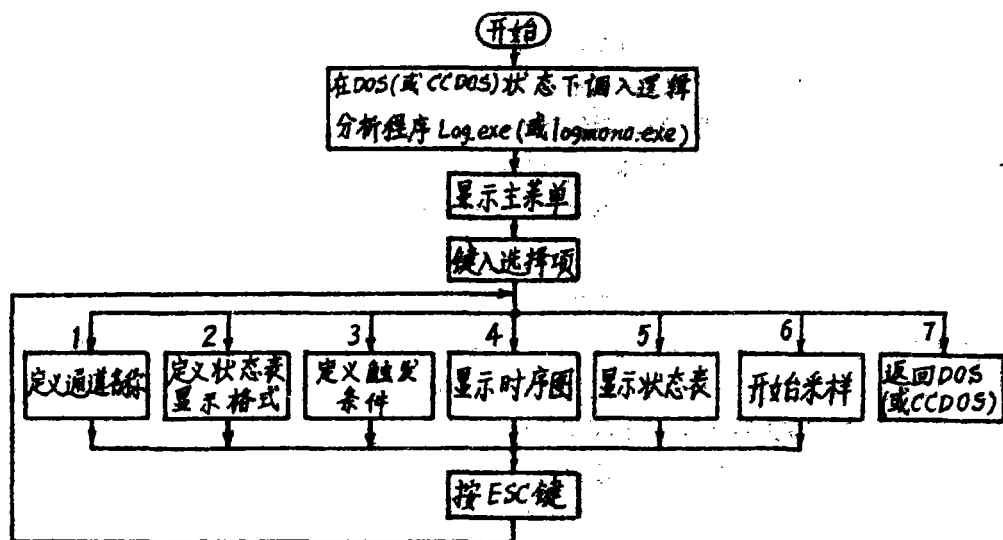 开始
在DOS(或CCDOS)状态下调入逻辑
分析程序Log.exe(或logmono.exe)
显示主菜单
键入选择项
1
2
3
4
5
6
7
定义通道名称
定义状态表
显示格式
定义触发
条件
显示时序图
显示状态表
开始采样
返回DOS
(或CCDOS)
按ESC键